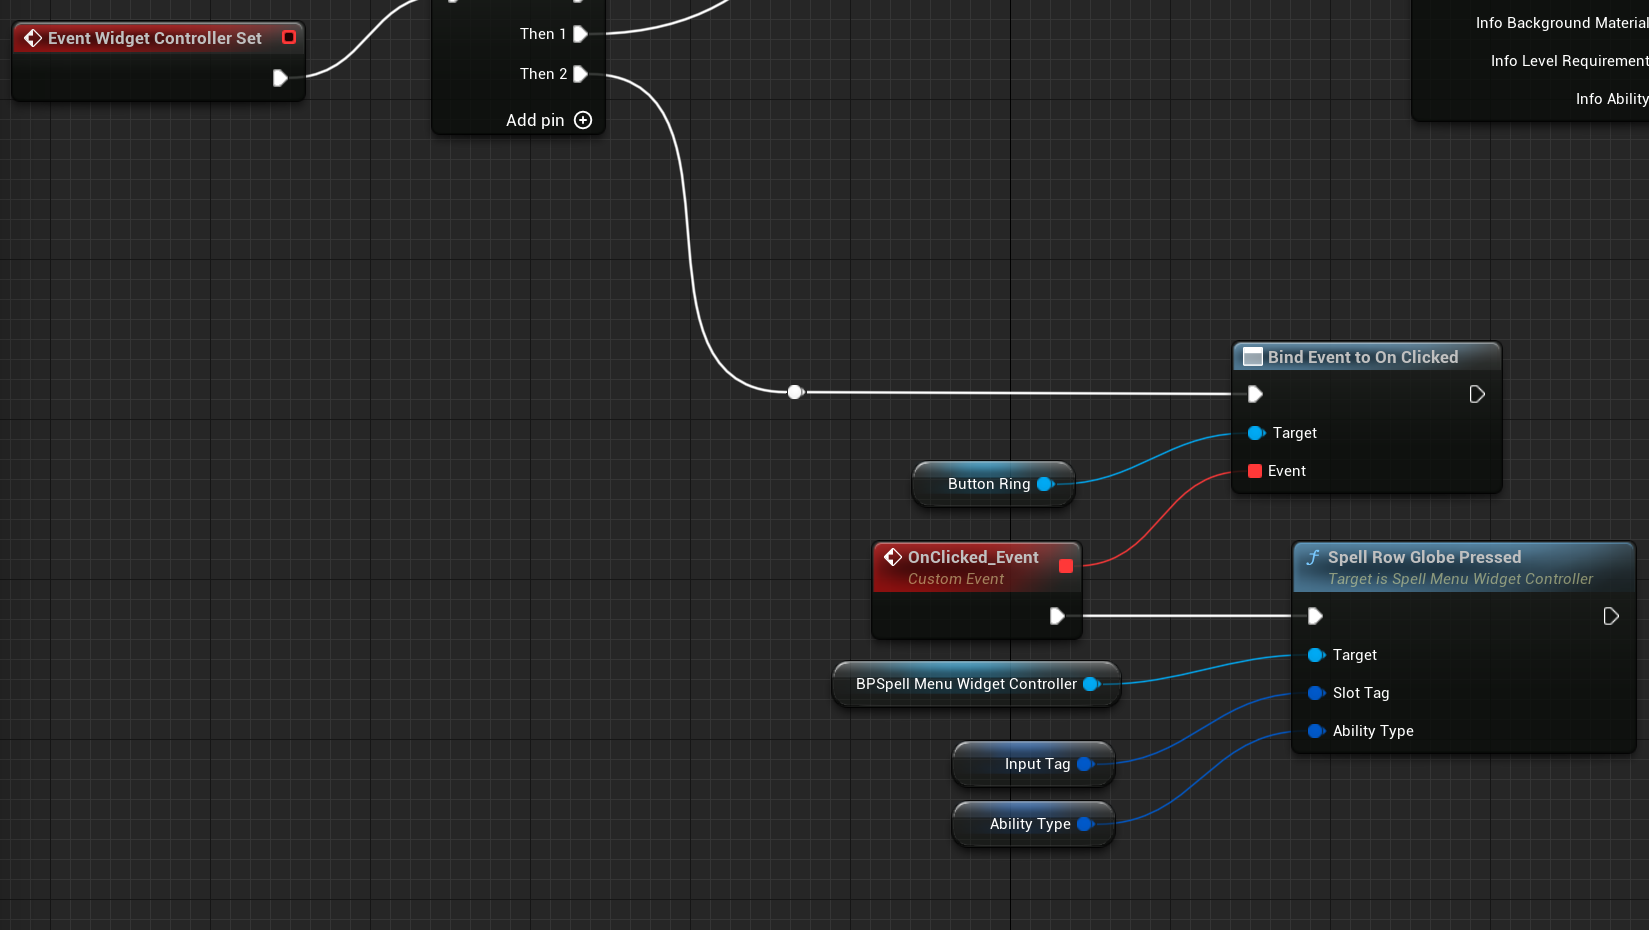 Event Widget Controller Set
Then 1
Then 2
Add pin
Info Background Material
Info Level Requirement
Info Ability
Bind Event to On Clicked
Target
Event
Button Ring
OnClicked_Event
Custom Event
Spell Row Globe Pressed
Target is Spell Menu Widget Controller
Target
Slot Tag
Ability Type
BPSpell Menu Widget Controller
Input Tag
Ability Type